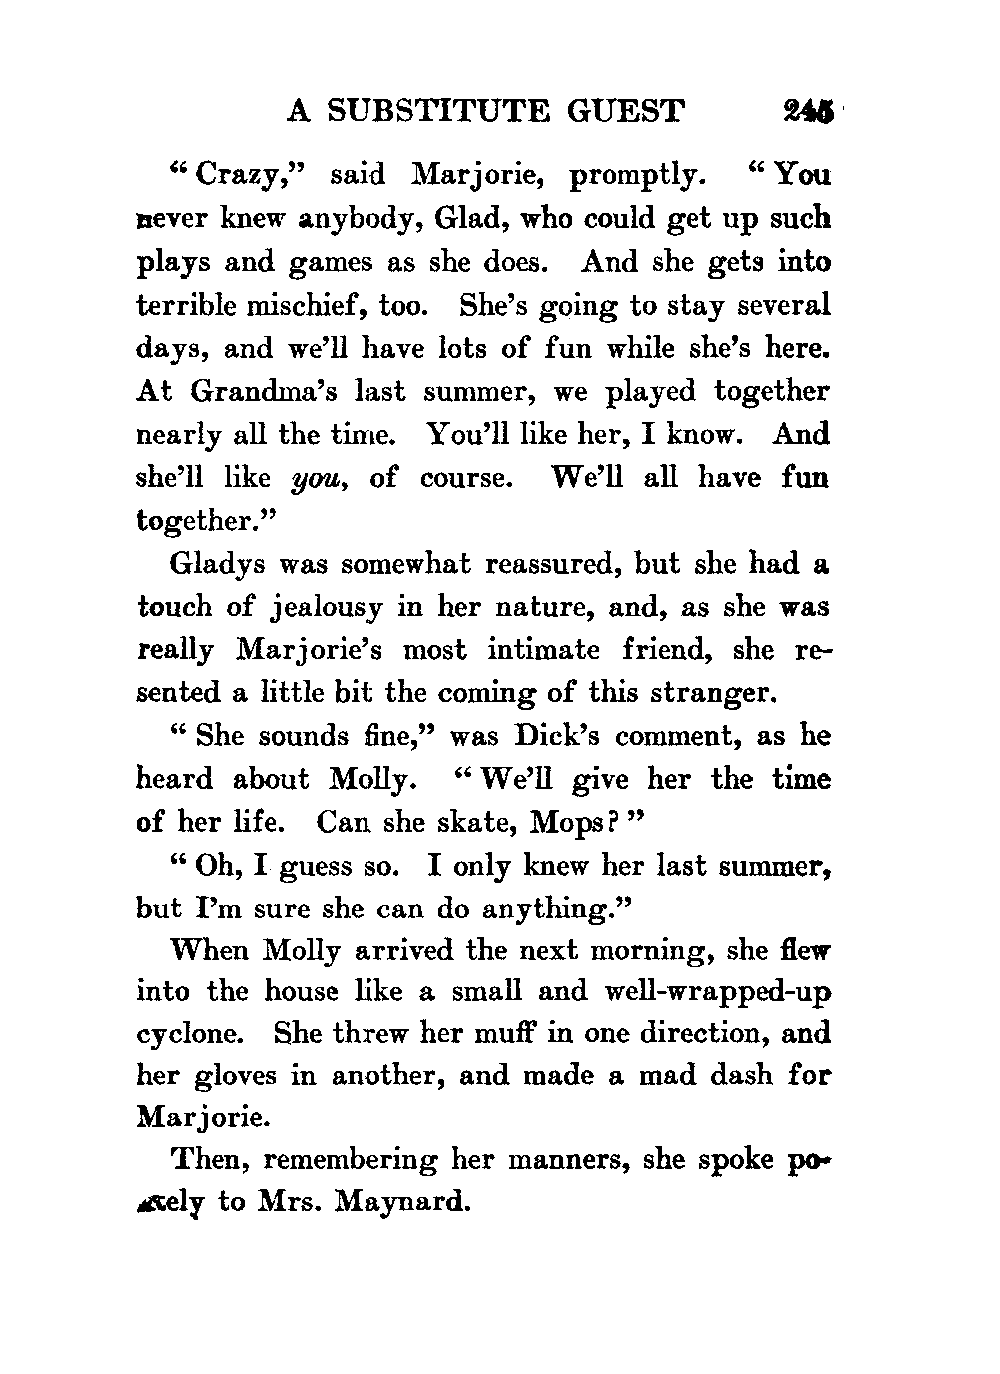 A SUBSTITUTE GUEST 245
“ Crazy,” said Marjorie, promptly. “ You
never knew anybody, Glad, who could get up such
plays and games as she does. And she gets into
terrible mischief, too. She’s going to stay several
days, and we’ll have lots of fun while she’s here.
At Grandma’s last summer, we played together
nearly all the time. You’ll like her, I know. And
she’ll like you, of course. We’ll all have fun
together.”
Gladys was somewhat reassured, but she had a
touch of jealousy in her nature, and, as she was
really Marjorie’s most intimate friend, she re-
sented a little bit the coming of this stranger.
“ She sounds fine,” was Dick’s comment, as he
heard about Molly. “ We’ll give her the time
of her life. Can she skate, Mops? ”
“ Oh, I guess so. I only knew her last summer,
but I’m sure she can do anything.”
When Molly arrived the next morning, she flew
into the house like a small and well-wrapped-up
cyclone. She threw her muff in one direction, and
her gloves in another, and made a mad dash for
Marjorie.
Then, remembering her manners, she spoke po-
to Mrs. Maynard.